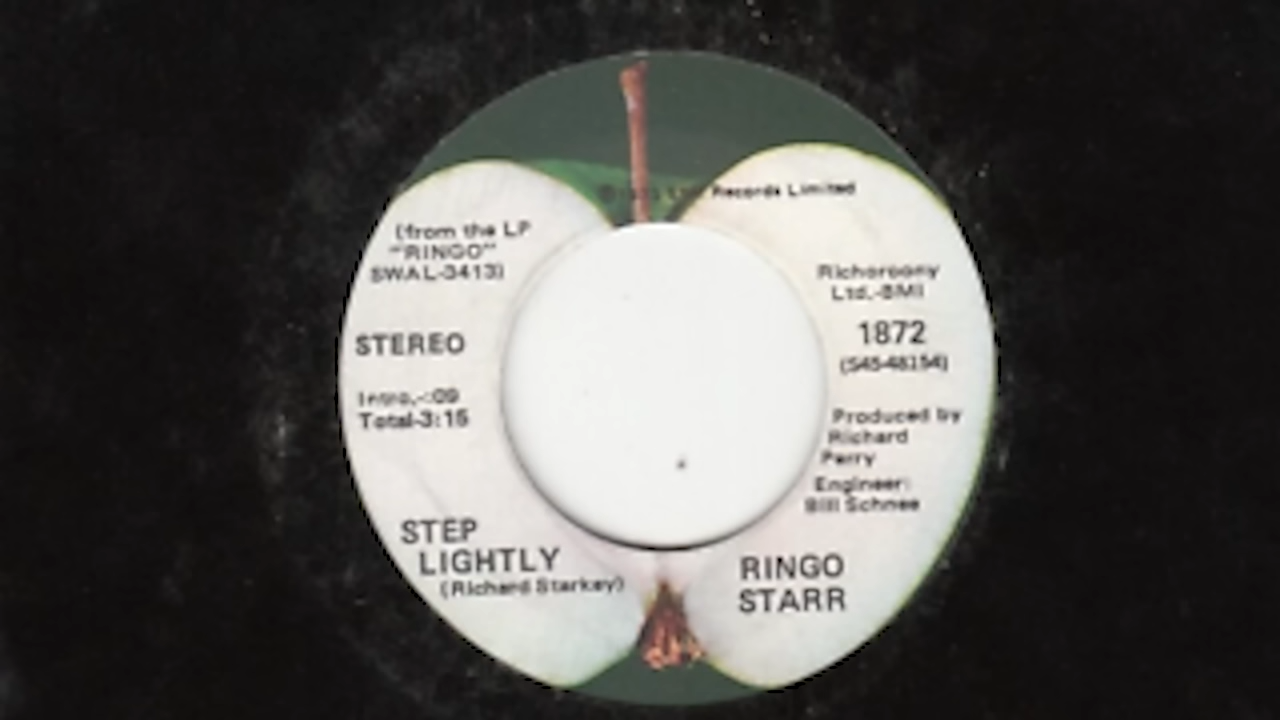 Records Limited
(from the LP
"RINGO"
SWAL-3413)
STEREO
Intro.-:09
Total-3:15
STEP
LIGHTLY
(Richard Starkey)
Richoroony
Ltd.-BMI
1872
(S45-48154)
Produced by
Richard
Perry
Engineer:
Bill Schnee
RINGO
STARR